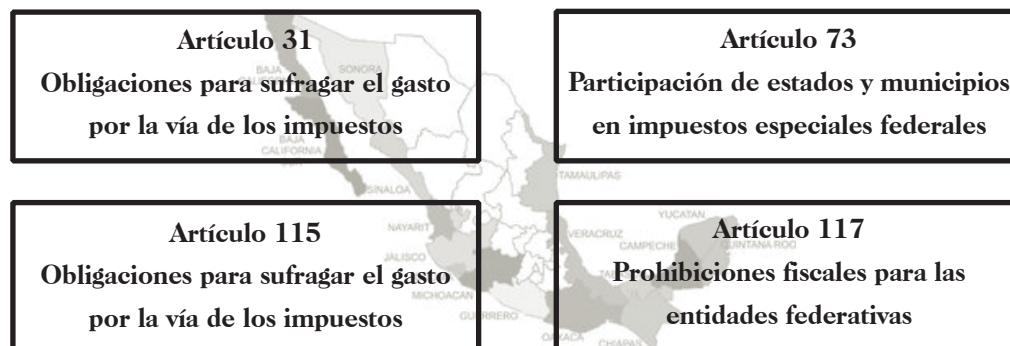 Artículo 31
Obligaciones para sufragar el gasto
por la vía de los impuestos
Artículo 73
Participación de estados y municipios
en impuestos especiales federales
Artículo 115
Obligaciones para sufragar el gasto
por la vía de los impuestos
Artículo 117
Prohibiciones fiscales para las
entidades federativas
BAJA
CALIFORNIA
SONORA
BAJA
CALIFORNIA
SINALOA
TAMAULIPAS
NAYARIT
JALISCO
MICHOACAN
GUERRERO
VERACRUZ
YUCATAN
CAMPECHE
QUINTANA ROO
OAXACA
CHIAPAS